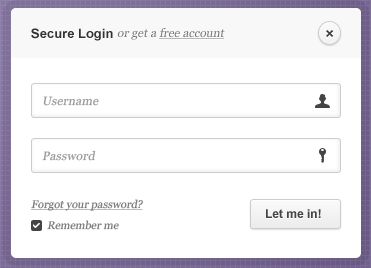 Secure Login or get a free account
Username
Password
Forgot your password?
Remember me
Let me in!